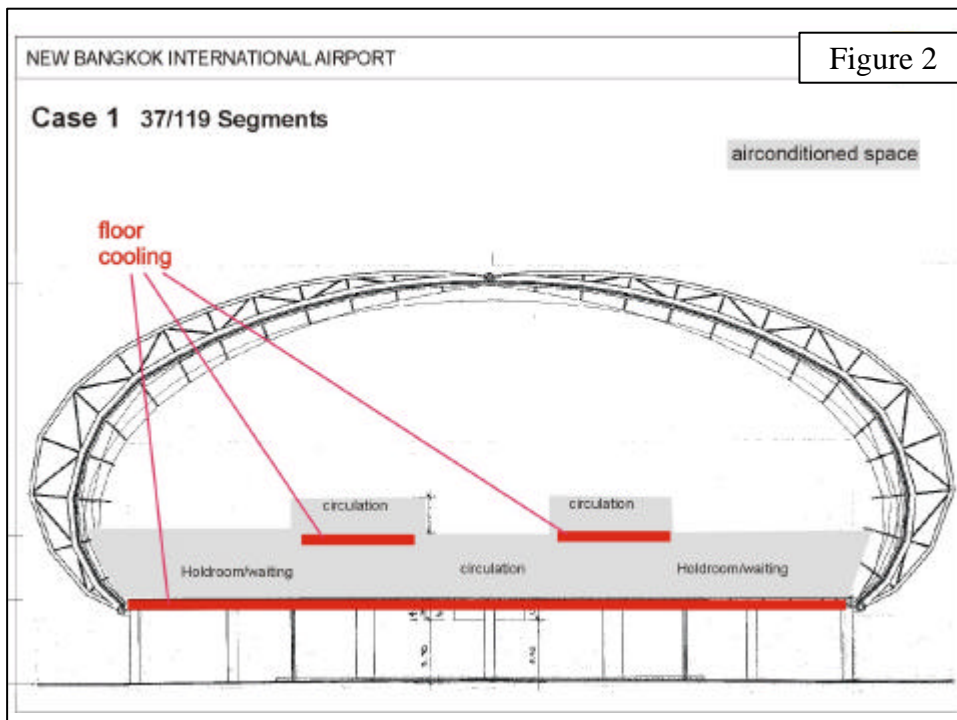 Figure 2
NEW BANGKOK INTERNATIONAL AIRPORT
Case 1 37/119 Segments
airconditioned space
floor
cooling
circulation
circulation
Holdroom/waiting
circulation
Holdroom/waiting